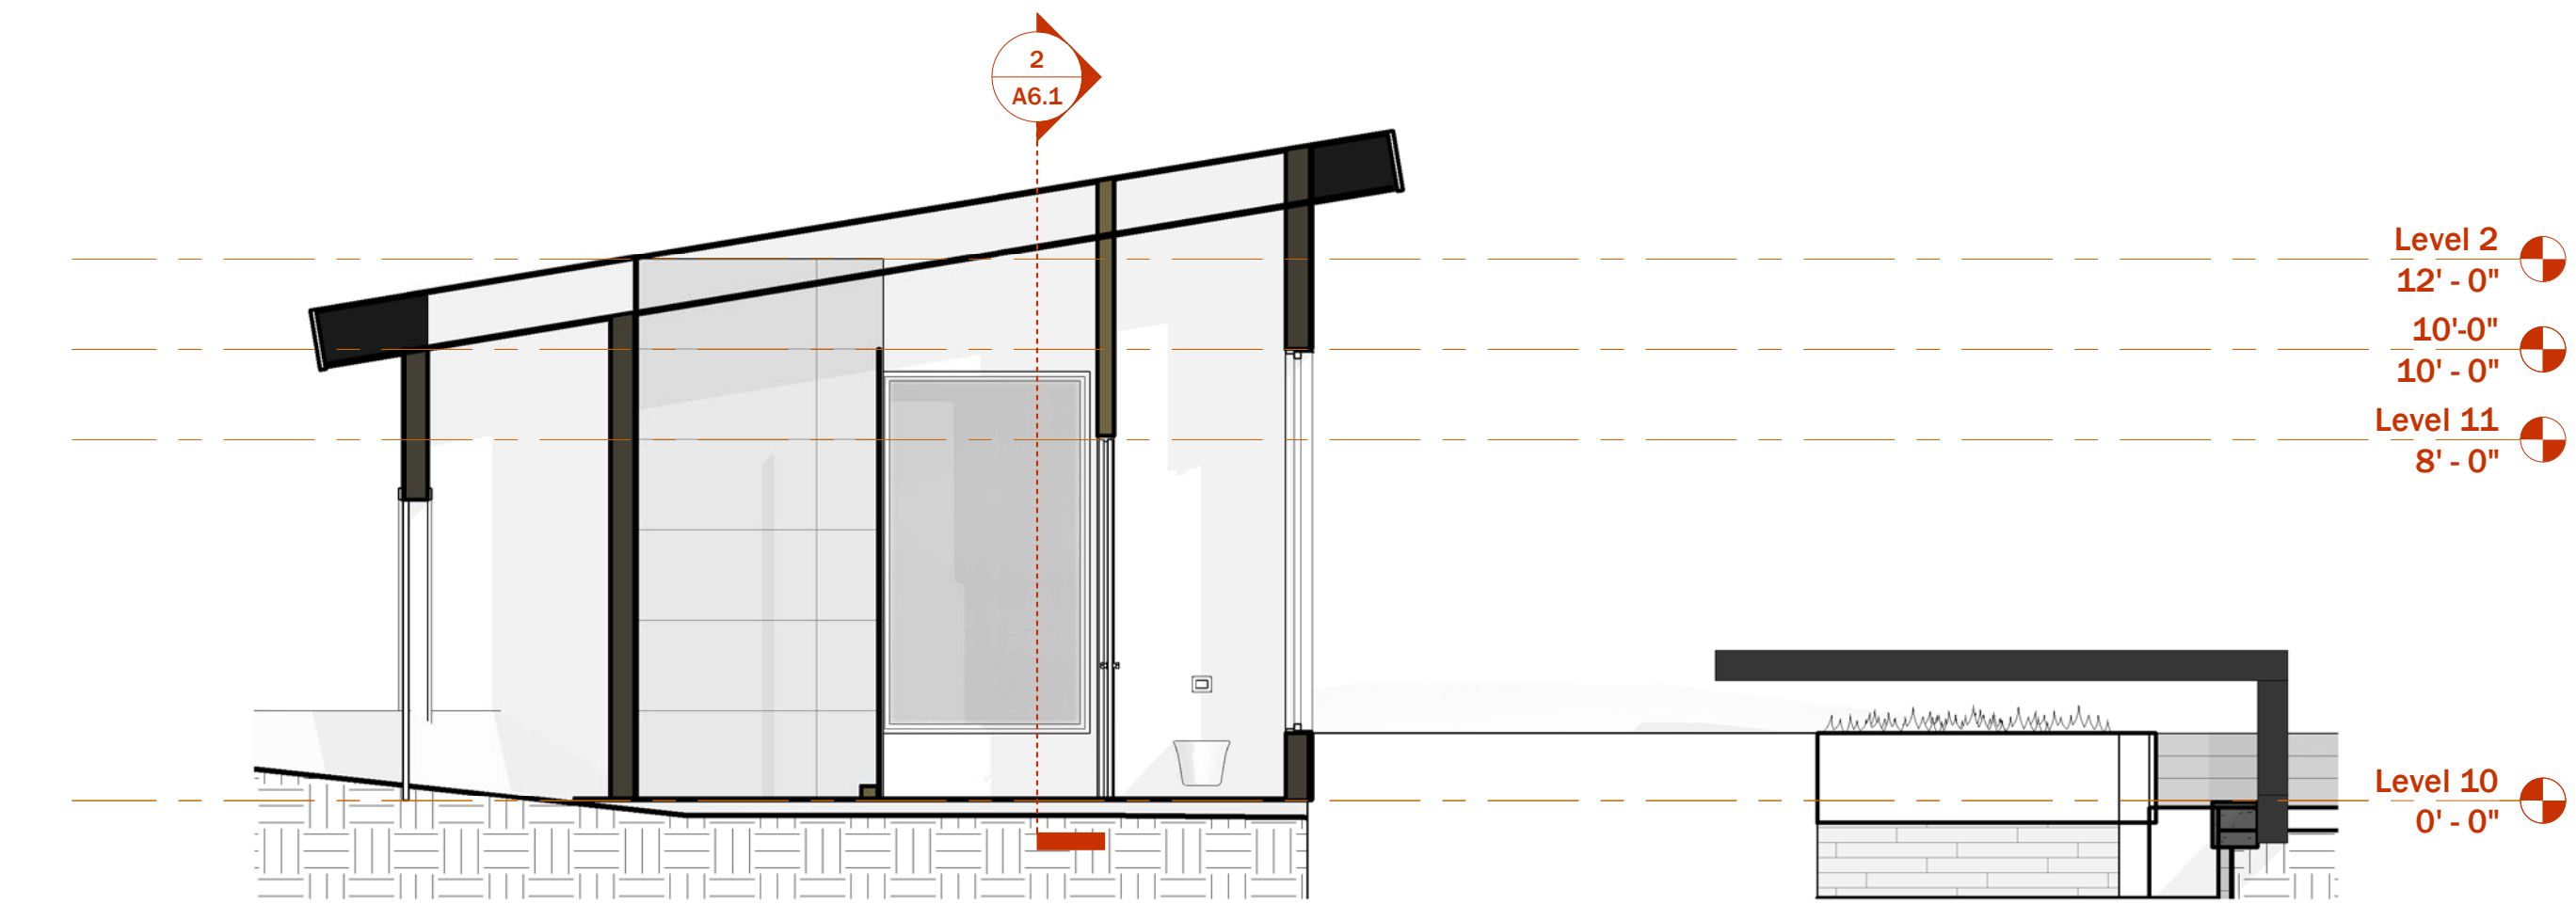 2
A6.1
Level 2
12' - 0"
10'-0"
10' - 0"
Level 11
8' - 0"
Level 10
0' - 0"